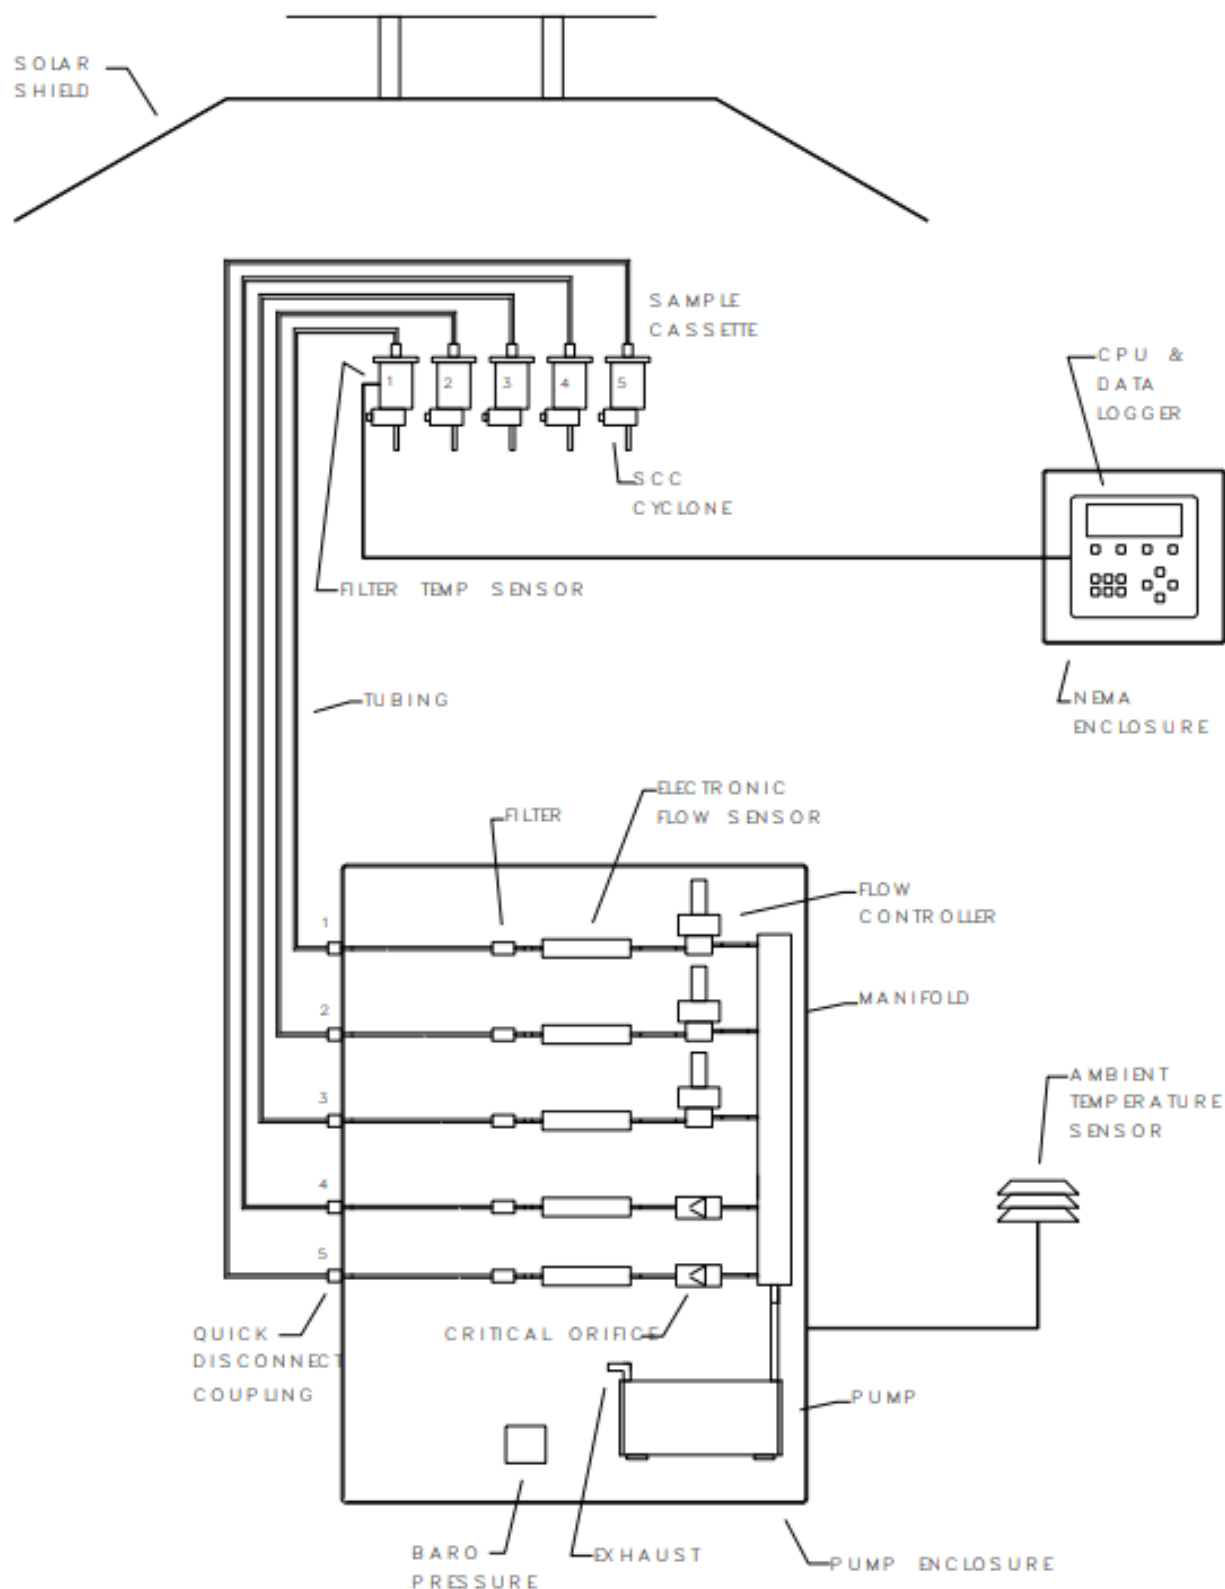 SOLAR
SHIELD
SAMPLE
CASSETTE
1
2
3
4
5
CPU &
DATA
LOGGER
SCC
CYCLONE
FILTER TEMP SENSOR
TUBING
NEMA
ENCLOSURE
ELECTRONIC
FLOW SENSOR
FILTER
FLOW
CONTROLLER
1
MANIFOLD
2
AMBIENT
TEMPERATURE
SENSOR
3
4
5
QUICK
DISCONNECT
COUPLING
CRITICAL ORIFICE
PUMP
BARO
PRESSURE
EXHAUST
PUMP ENCLOSURE